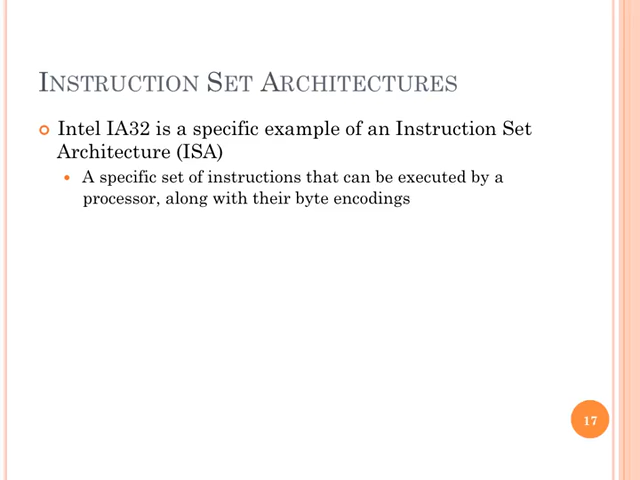 Instruction Set Architectures
Intel IA32 is a specific example of an Instruction Set
Architecture (ISA)
A specific set of instructions that can be executed by a
processor, along with their byte encodings
17